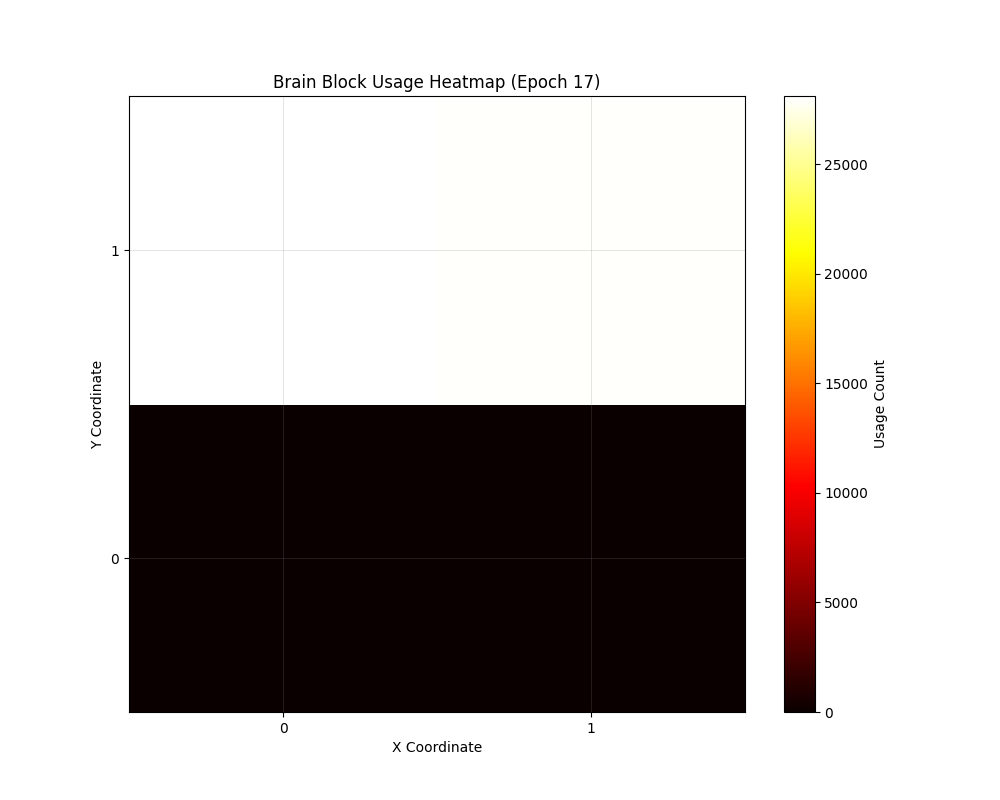 Brain Block Usage Heatmap (Epoch 17)
1
0
Y Coordinate
0
1
X Coordinate
25000
20000
15000
10000
5000
0
Usage Count